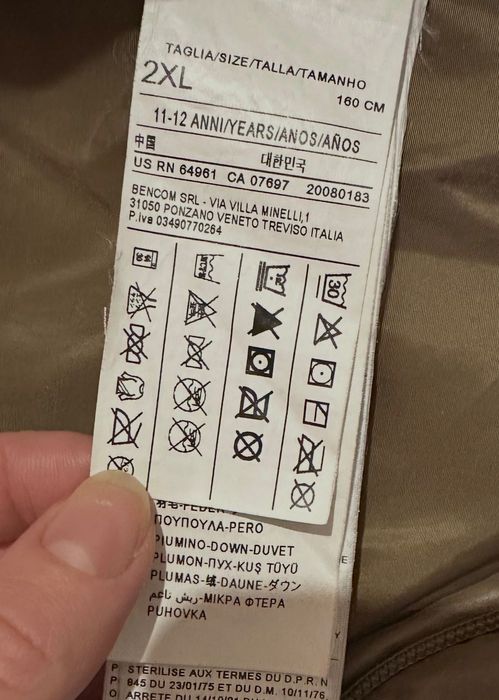 TAGLIA/SIZE/TALLA/TAMANHO
2XL
160 CM
11-12 ANNI/YEARS/ANOS/AÑOS
中国 대한민국
US RN 64961 CA 07697 20080183
BENCOM SRL - VIA VILLA MINELLI,1
31050 PONZANO VENETO TREVISO ITALIA
P.iva 03490770264
30
ΠΟΥΠΟΥΛΑ-PERO
PIUMINO-DOWN-DUVET
PLUMON-ПУХ-KUŞ TÜYÜ
PLUMAS-绒-DAUNE-ダウン
ريش ناعم-ΜΙΚΡΑ ΦΤΕΡΑ
PUHOVKA
E
Y
P STERILISE AUX TERMES DU D.P.R. N
P 845 DU 23/01/75 ET D.M. 10/11/76.